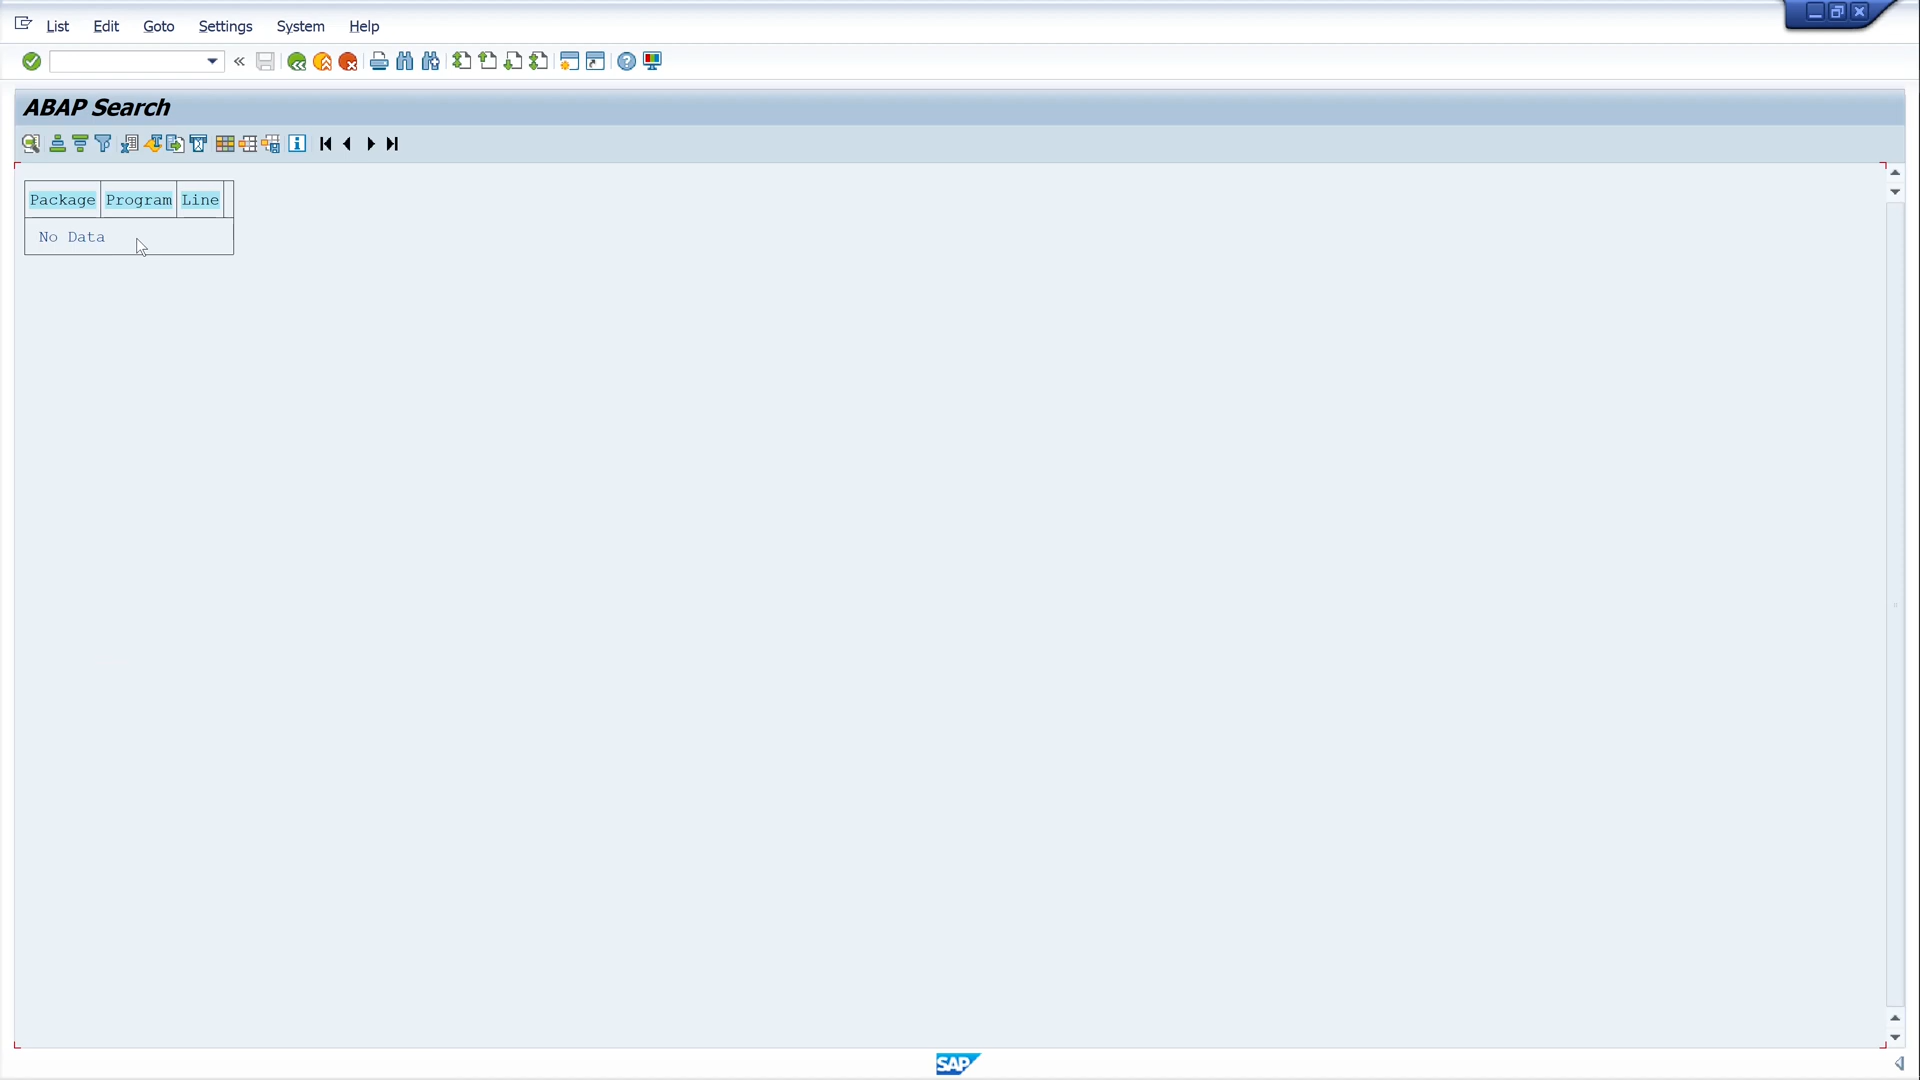 List Edit Goto Settings System Help
ABAP Search
Package Program Line
No Data
SAP